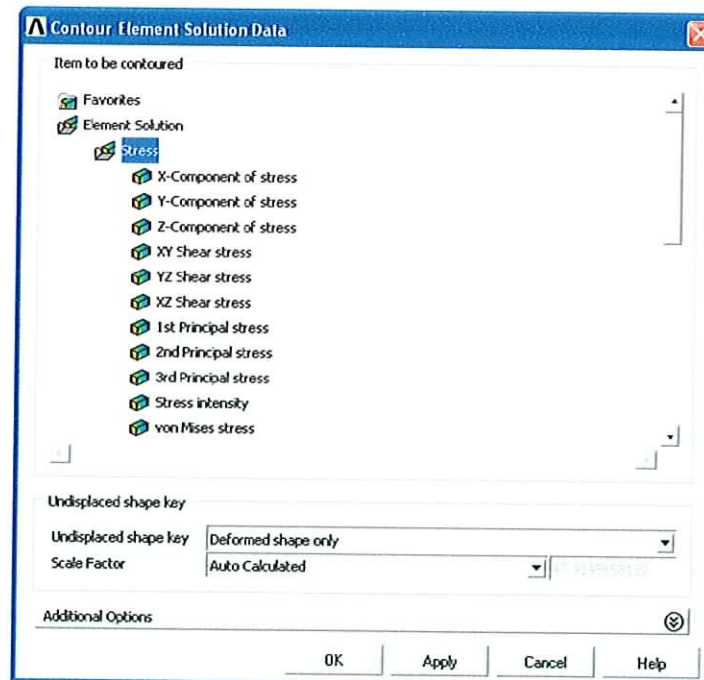 Contour Element Solution Data
Item to be contoured
Favorites
Element Solution
Stress
X-Component of stress
Y-Component of stress
Z-Component of stress
XY Shear stress
YZ Shear stress
XZ Shear stress
1st Principal stress
2nd Principal stress
3rd Principal stress
Stress intensity
von Mises stress
Undisplaced shape key
Undisplaced shape key Deformed shape only
Scale Factor Auto Calculated
Additional Options
OK Apply Cancel Help